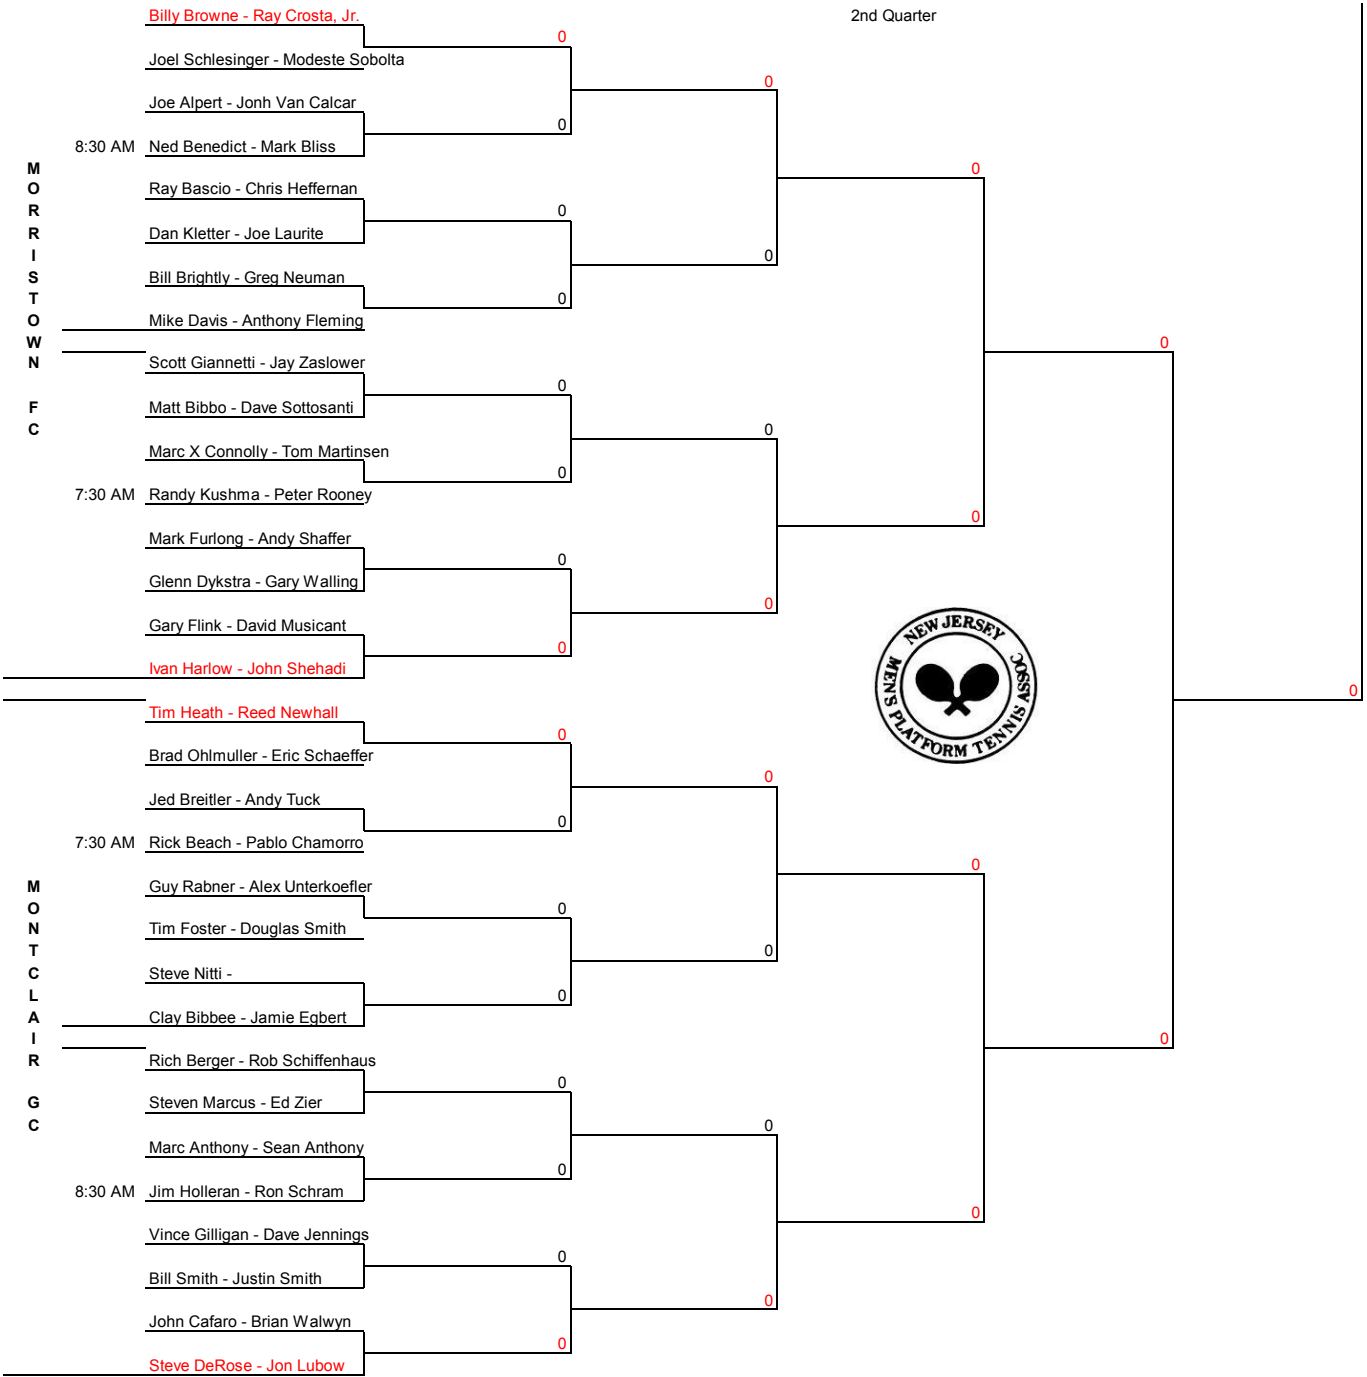 Billy Browne - Ray Crosta, Jr.
2nd Quarter
0
Joel Schlesinger - Modeste Sobolta
0
Joe Alpert - Jonh Van Calcar
0
8:30 AM Ned Benedict - Mark Bliss
0
Ray Bascio - Chris Heffernan
0
Dan Kletter - Joe Laurite
0
Bill Brightly - Greg Neuman
0
Mike Davis - Anthony Fleming
0
MORRISTOWN FC
Scott Giannetti - Jay Zaslower
0
Matt Bibbo - Dave Sottosanti
0
Marc X Connolly - Tom Martinsen
0
7:30 AM Randy Kushma - Peter Rooney
0
Mark Furlong - Andy Shaffer
0
Glenn Dykstra - Gary Walling
0
Gary Flink - David Musicant
0
Ivan Harlow - John Shehadi
NEW JERSEY
MENS PLATFORM TENNIS ASSOC
0
Tim Heath - Reed Newhall
0
Brad Ohlmuller - Eric Schaeffer
0
Jed Breitler - Andy Tuck
0
7:30 AM Rick Beach - Pablo Chamorro
0
Guy Rabner - Alex Unterkoefler
0
Tim Foster - Douglas Smith
0
Steve Nitti -
0
Clay Bibbee - Jamie Egbert
0
MONTCLAIR GC
Rich Berger - Rob Schiffenhaus
0
Steven Marcus - Ed Zier
0
Marc Anthony - Sean Anthony
0
8:30 AM Jim Holleran - Ron Schram
0
Vince Gilligan - Dave Jennings
0
Bill Smith - Justin Smith
0
John Cafaro - Brian Walwyn
0
Steve DeRose - Jon Lubow